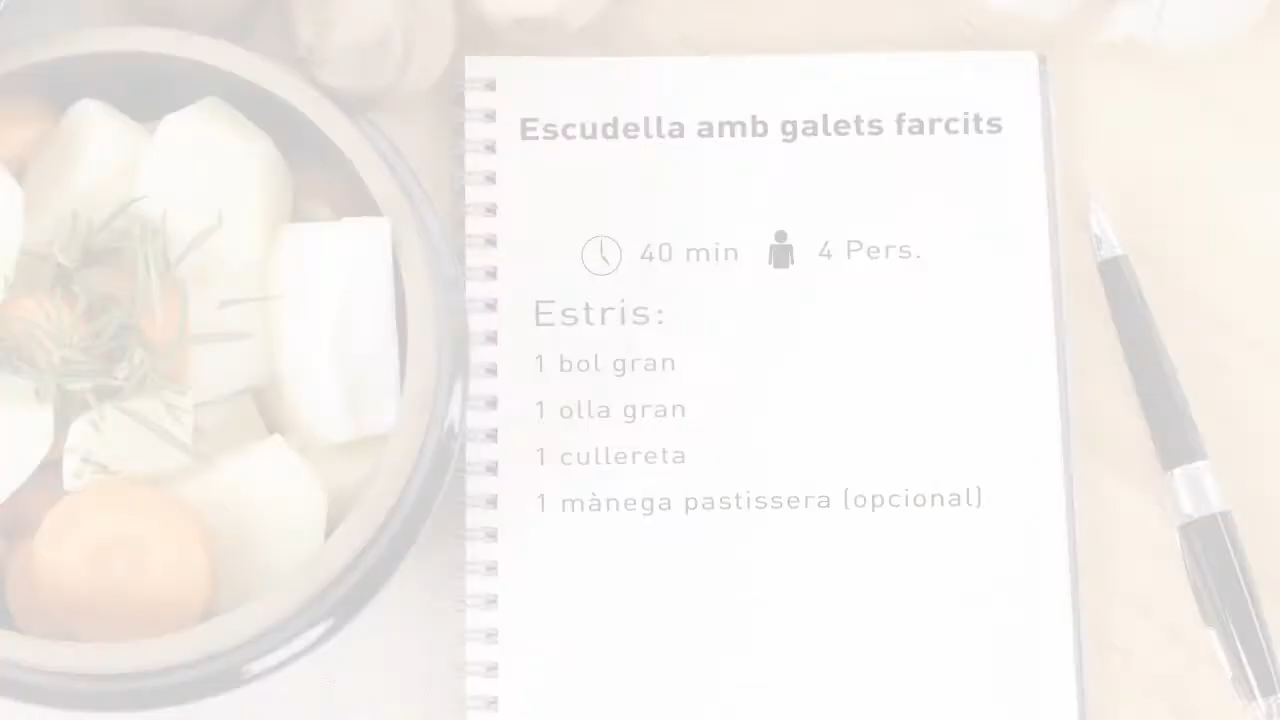 Escudella amb galets farcits
40 min 4 Pers.
Estris:
1 bol gran
1 olla gran
1 cullereta
1 mànega pastissera (opcional)